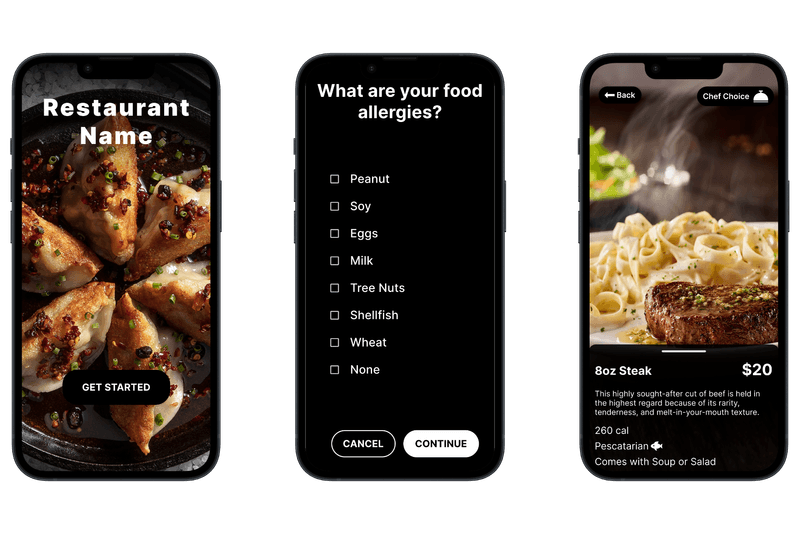 Restaurant
Name
GET STARTED
What are your food
allergies?
Peanut
Soy
Eggs
Milk
Tree Nuts
Shellfish
Wheat
None
CANCEL
CONTINUE
Back
Chef Choice
8oz Steak
$20
This highly sought-after cut of beef is held in
the highest regard because of its rarity,
tenderness, and melt-in-your-mouth texture.
260 cal
Pescatarian
Comes with Soup or Salad